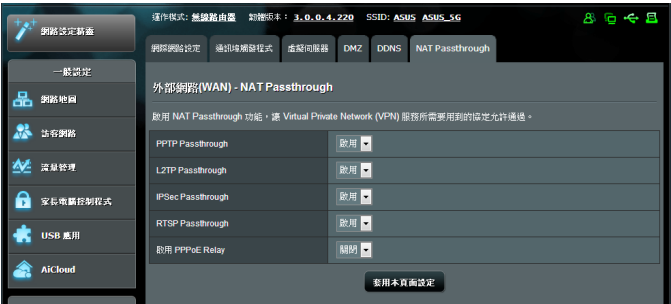 網路設定精靈
一般設定
網路地圖
訪客網路
流量管理
家長電腦控制程式
USB 應用
AiCloud
運作模式: 無線路由器 韌體版本: 3.0.0.4.220 SSID: ASUS ASUS_5G
網際網路設定 通訊埠觸發程式 虛擬伺服器 DMZ DDNS NAT Passthrough
外部網路(WAN) - NAT Passthrough
啟用 NAT Passthrough 功能，讓 Virtual Private Network (VPN) 服務所需要用到的協定允許通過。
PPTP Passthrough 啟用
L2TP Passthrough 啟用
IPSec Passthrough 啟用
RTSP Passthrough 啟用
啟用 PPPoE Relay 關閉
套用本頁面設定